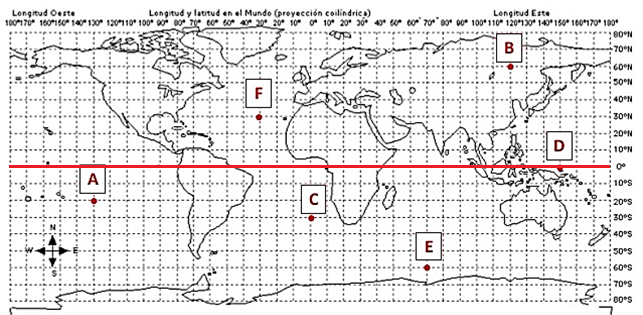 Longitud Oeste Longitud y latitud en el Mundo (proyección coilíndrica) Longitud Este
180°170°160°150°140°130°120°110°100°90° 80° 70° 60° 50° 40° 30° 20° 10° 0° 10° 20° 30° 40° 50° 60° 70° 80° 90° 100°110°120°130°140°150°160°170° 180°
80°N
B
70°N
60°N
50°N
F
40°N
30°N
20°N
D
10°N
0°
A
10°S
C
20°S
30°S
N
40°S
E
W E
50°S
S
60°S
70°S
80°S